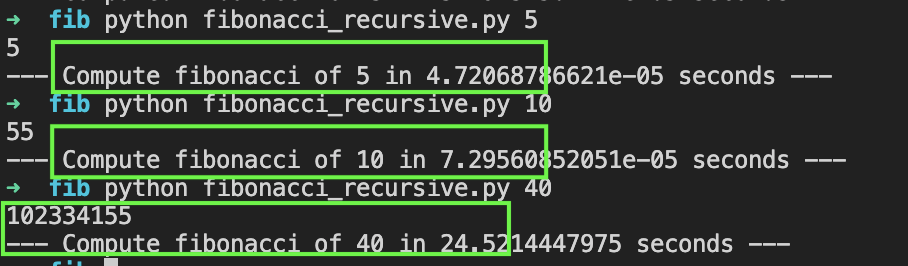 ➜ fib python fibonacci_recursive.py 5
5
--- Compute fibonacci of 5 in 4.72068786621e-05 seconds ---
➜ fib python fibonacci_recursive.py 10
55
--- Compute fibonacci of 10 in 7.29560852051e-05 seconds ---
➜ fib python fibonacci_recursive.py 40
102334155
--- Compute fibonacci of 40 in 24.5214447975 seconds ---